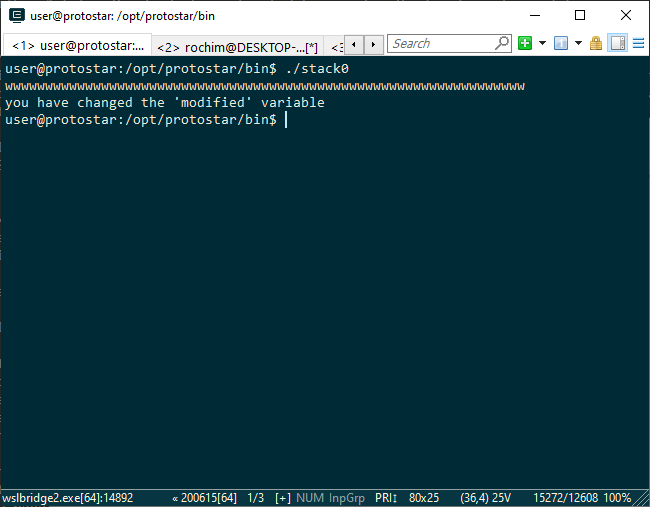 user@protostar: /opt/protostar/bin
<1> user@protostar:... <2> rochim@DESKTOP-...[*] <3 Search
user@protostar:/opt/protostar/bin$ ./stack0
wwwwwwwwwwwwwwwwwwwwwwwwwwwwwwwwwwwwwwwwwwwwwwwwwwwwwwwwwwwwwwwww
you have changed the 'modified' variable
user@protostar:/opt/protostar/bin$
wslbridge2.exe[64]:14892 « 200615[64] 1/3 [+] NUM InpGrp PRI↕ 80x25 (36,4) 25V 15272/12608 100%